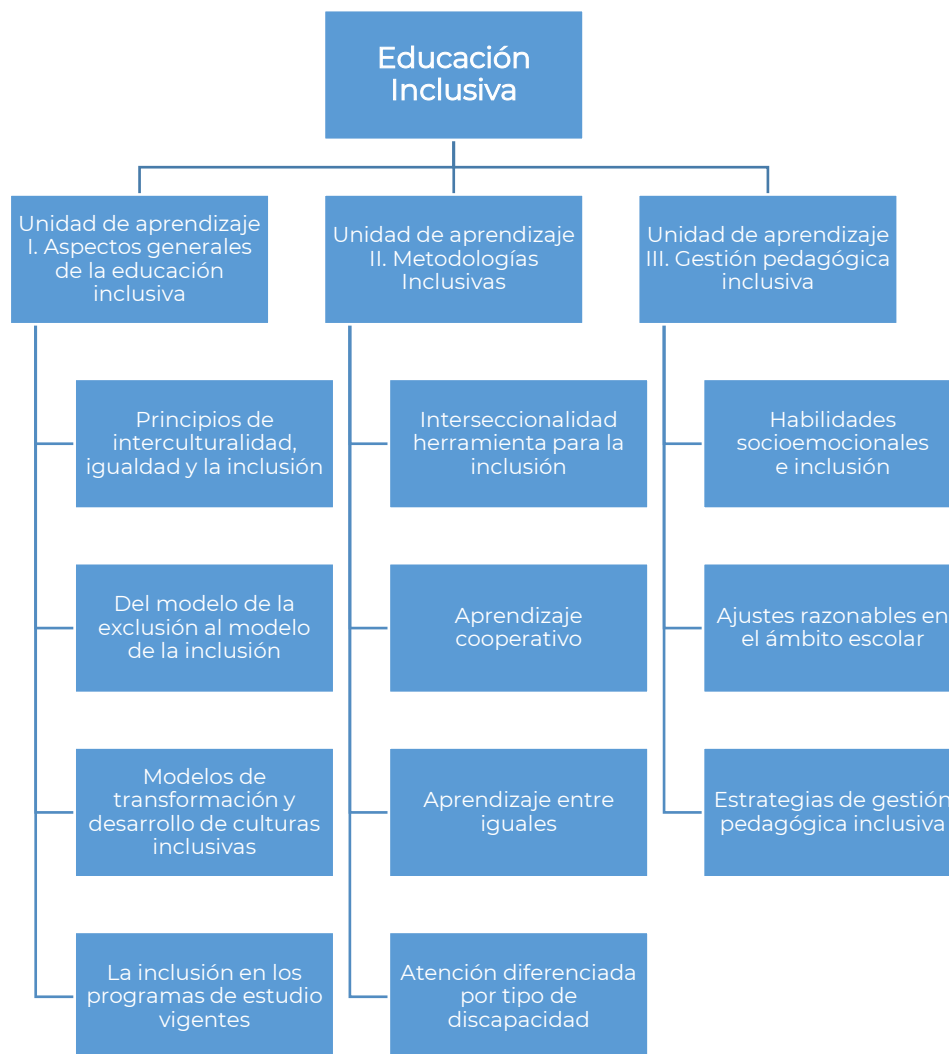 Educación
Inclusiva
Unidad de aprendizaje
I. Aspectos generales
de la educación
inclusiva
Principios de
interculturalidad,
igualdad y la inclusión
Del modelo de la
exclusión al modelo
de la inclusión
Modelos de
transformación y
desarrollo de culturas
inclusivas
La inclusión en los
programas de estudio
vigentes
Unidad de aprendizaje
II. Metodologías
Inclusivas
Interseccionalidad
herramienta para la
inclusión
Aprendizaje
cooperativo
Aprendizaje entre
iguales
Atención diferenciada
por tipo de
discapacidad
Unidad de aprendizaje
III. Gestión pedagógica
inclusiva
Habilidades
socioemocionales
e inclusión
Ajustes razonables en
el ámbito escolar
Estrategias de gestión
pedagógica inclusiva